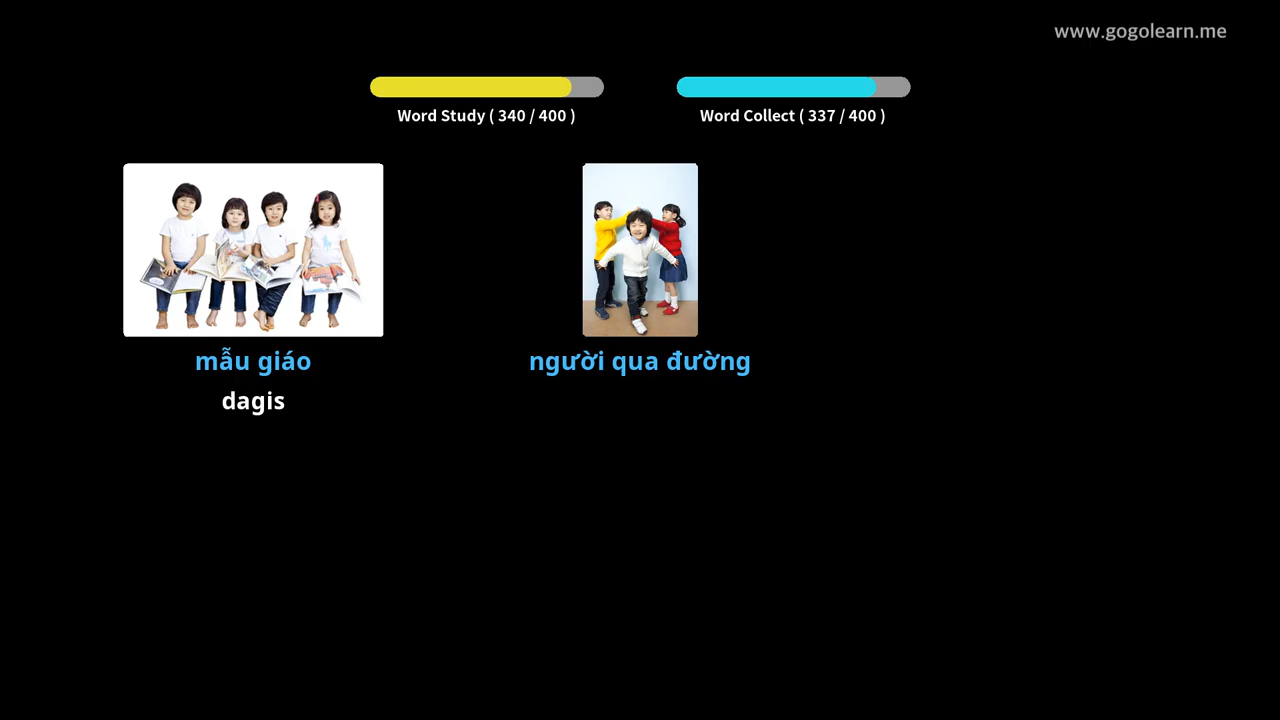 www.gogolearn.me
Word Study ( 340 / 400 )
Word Collect ( 337 / 400 )
mẫu giáo
dagis
người qua đường